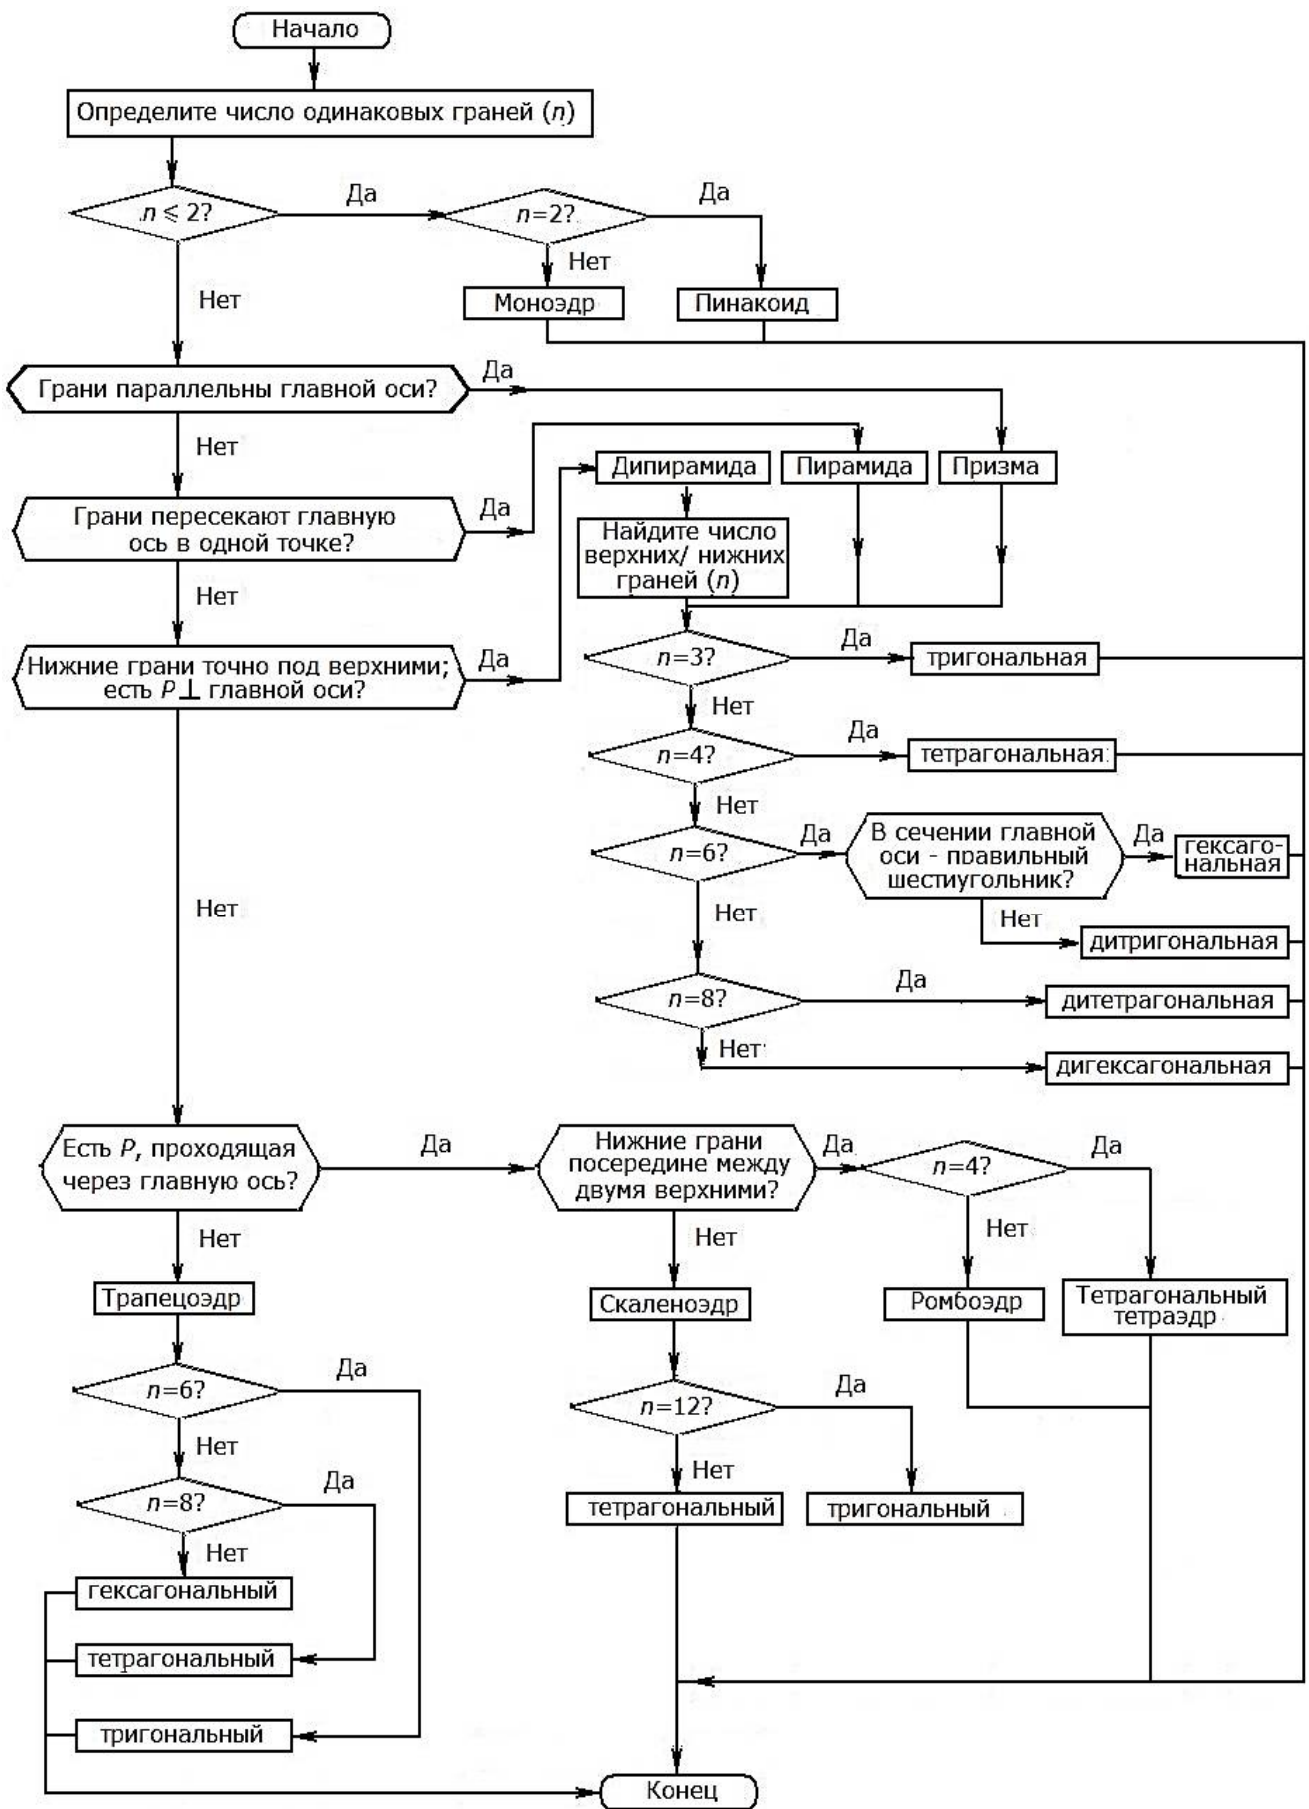 Начало
Определите число одинаковых граней (n)
n ⩽ 2?
Да
n=2?
Да
Нет
Нет
Моноэдр
Пинакоид
Грани параллельны главной оси?
Да
Нет
Дипирамида
Пирамида
Призма
Грани пересекают главную
ось в одной точке?
Да
Найдите число
верхних/ нижних
граней (n)
Нет
Нижние грани точно под верхними;
есть P⊥ главной оси?
Да
n=3?
Да
тригональная
Нет
n=4?
Да
тетрагональная
Нет
n=6?
Да
В сечении главной
оси - правильный
шестиугольник?
Да
гексаго-
нальная
Нет
Нет
Нет
дитригональная
n=8?
Да
дитетрагональная
Нет
дигексагональная
Есть P, проходящая
через главную ось?
Да
Нижние грани
посередине между
двумя верхними?
Да
n=4?
Да
Нет
Нет
Нет
Трапецоэдр
Скаленоэдр
Ромбоэдр
Тетрагональный
тетраэдр
n=6?
Да
n=12?
Да
Нет
n=8?
Да
Нет
тетрагональный
тригональный
Нет
гексагональный
тетрагональный
тригональный
Конец